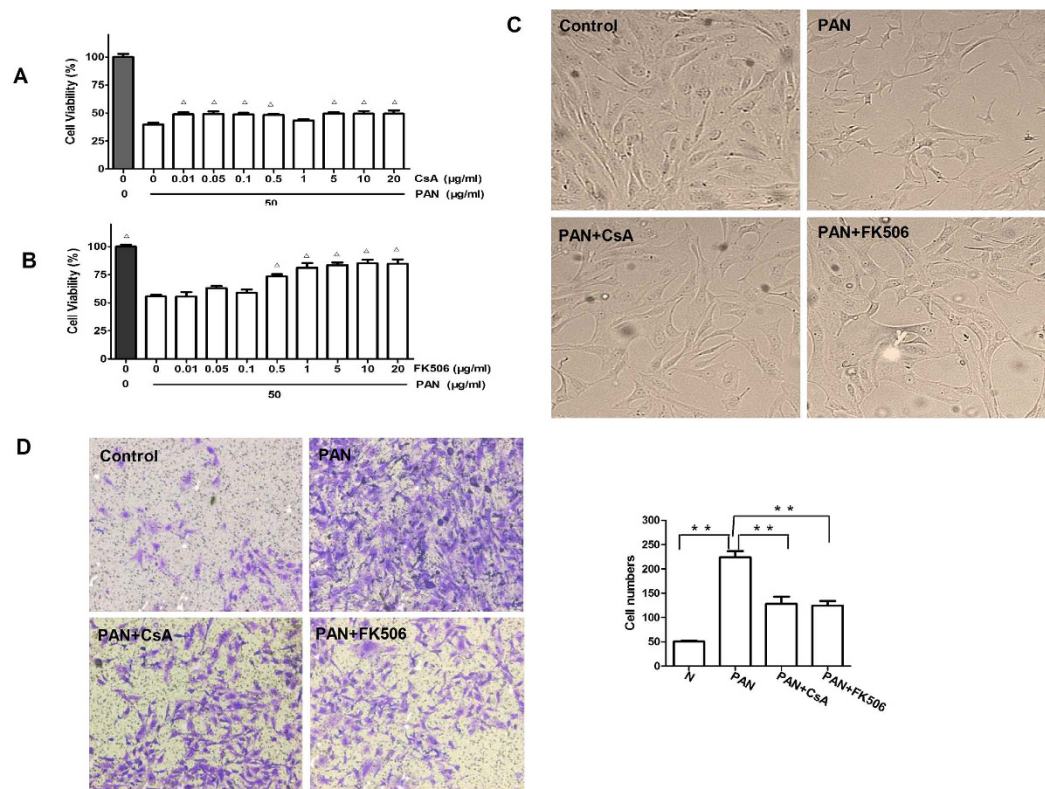 A
Cell Viability (%)
100
75
50
25
0
△ △ △ △ △ △ △
0 0 0.01 0.05 0.1 0.5 1 5 10 20 CsA (µg/ml)
0 PAN (µg/ml)
50
B
Cell Viability (%)
100
75
50
25
0
△ △ △ △ △ △
0 0 0.01 0.05 0.1 0.5 1 5 10 20 FK506 (µg/ml)
0 PAN (µg/ml)
50
C
Control PAN
PAN+CsA PAN+FK506
D
Control PAN
PAN+CsA PAN+FK506
* *
* * * *
Cell numbers
300
250
200
150
100
50
0
N PAN PAN+CsA PAN+FK506